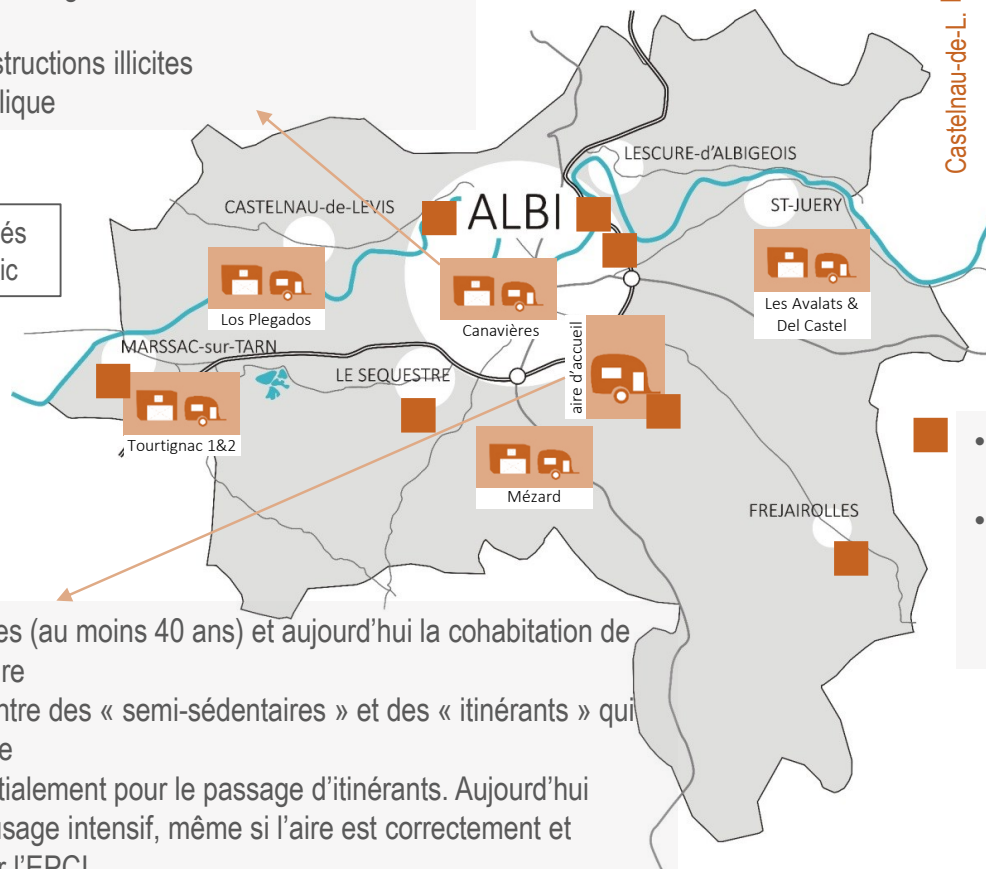 structions illicites
lique
és
ic
Castelnau-de-L.
LESCURE-d'ALBIGEOIS
CASTELNAU-de-LEVIS
ALBI
ST-JUERY
Los Plegados
Canavières
Les Avalats &
Del Castel
MARSSAC-sur-TARN
LE SEQUESTRE
aire d'accueil
Tourtignac 1&2
Mézard
FREJAIROLLES
es (au moins 40 ans) et aujourd'hui la cohabitation de
re
ntre des « semi-sédentaires » et des « itinérants » qui
e
tialement pour le passage d'itinérants. Aujourd'hui
usage intensif, même si l'aire est correctement et
r l'EPCI